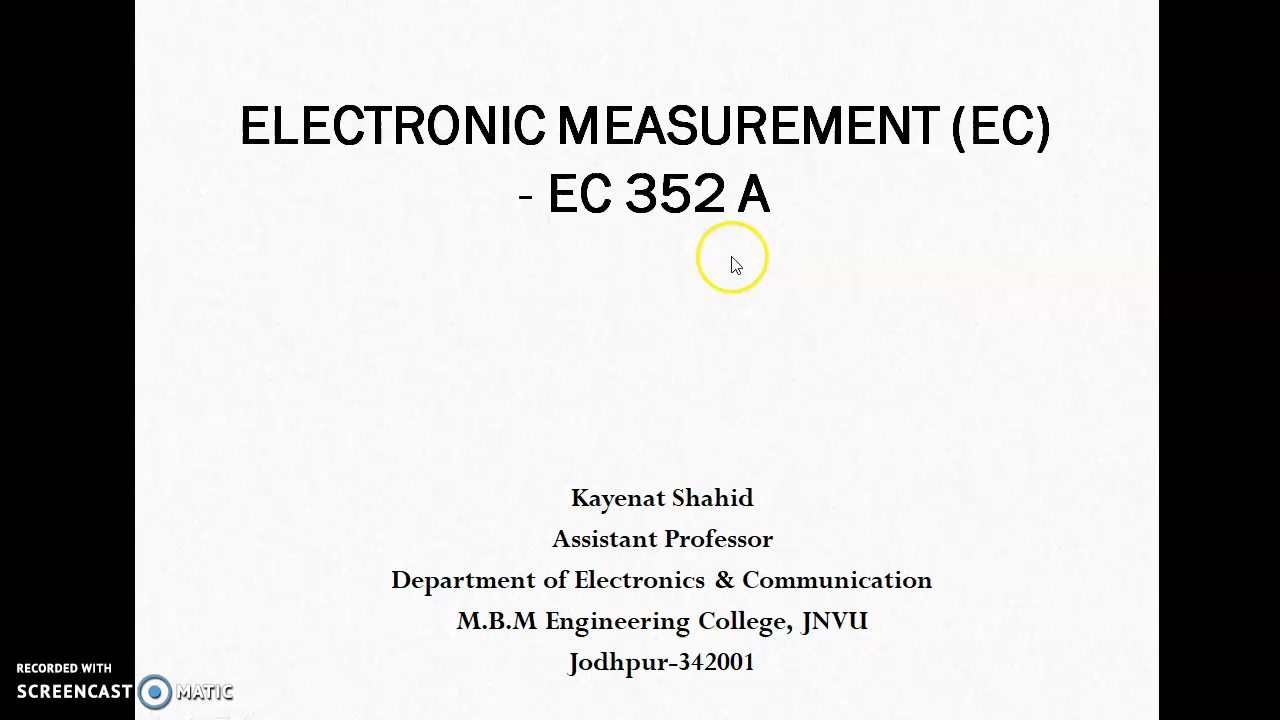 ELECTRONIC MEASUREMENT (EC)
- EC 352 A
Kayenat Shahid
Assistant Professor
Department of Electronics & Communication
M.B.M Engineering College, JNVU
Jodhpur-342001
RECORDED WITH
SCREENCAST MATIC